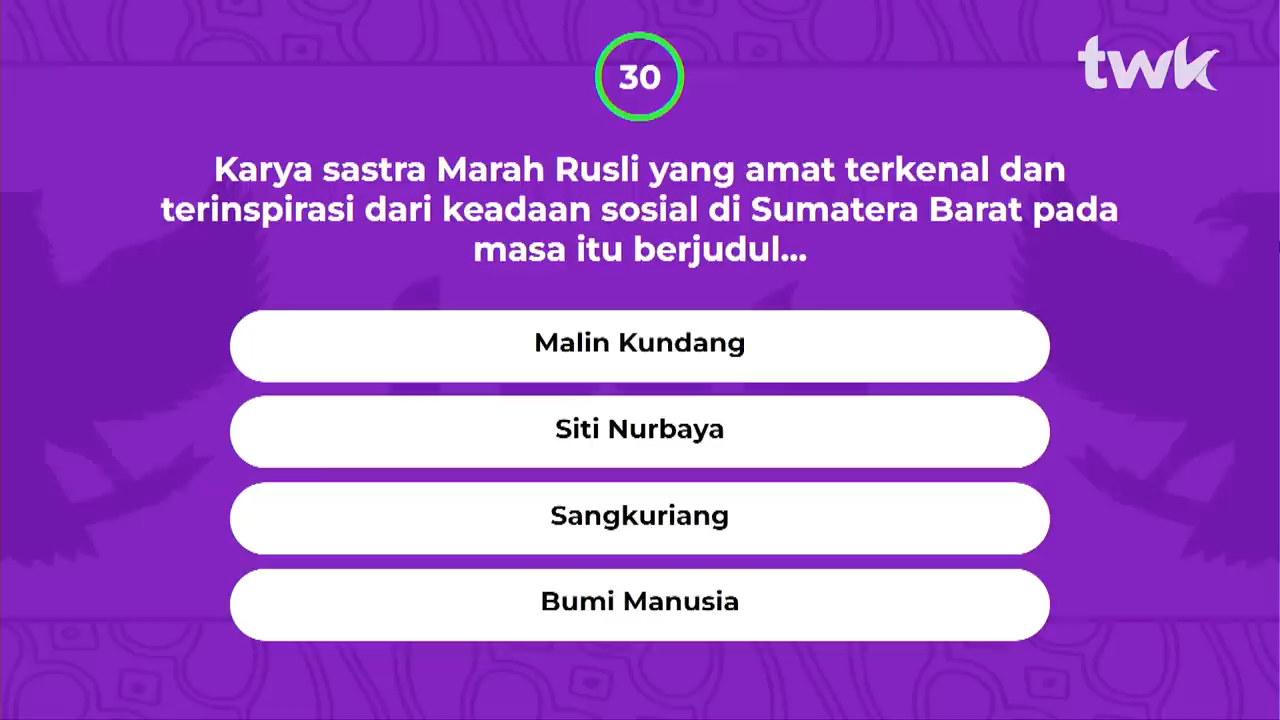 30
twk
Karya sastra Marah Rusli yang amat terkenal dan
terinspirasi dari keadaan sosial di Sumatera Barat pada
masa itu berjudul...
Malin Kundang
Siti Nurbaya
Sangkuriang
Bumi Manusia